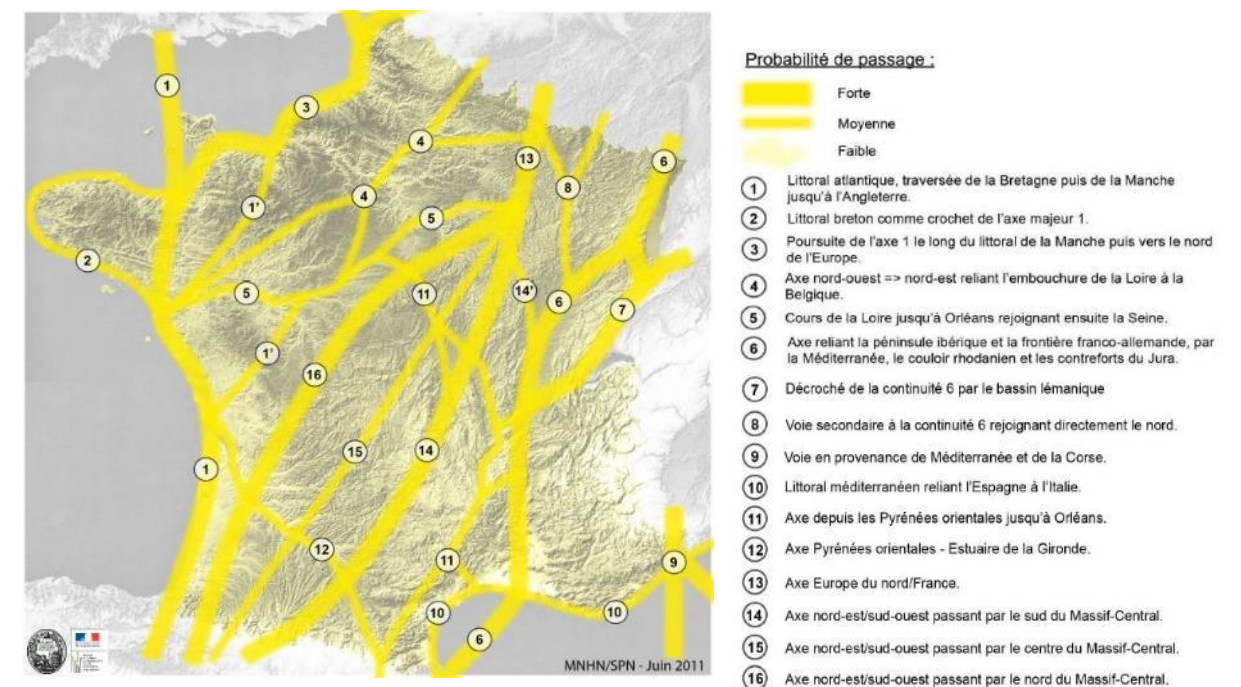 1
3
4
13
6
8
4
1'
5
2
5
11
14'
6
7
1'
16
15
14
1
12
11
9
10
10
6
MNHN/SPN - Juin 2011
Probabilité de passage :
Forte
Moyenne
Faible
1 Littoral atlantique, traversée de la Bretagne puis de la Manche
jusqu'à l'Angleterre.
2 Littoral breton comme crochet de l'axe majeur 1.
3 Poursuite de l'axe 1 le long du littoral de la Manche puis vers le nord
de l'Europe.
4 Axe nord-ouest => nord-est reliant l'embouchure de la Loire à la
Belgique.
5 Cours de la Loire jusqu'à Orléans rejoignant ensuite la Seine.
6 Axe reliant la péninsule ibérique et la frontière franco-allemande, par
la Méditerranée, le couloir rhodanien et les contreforts du Jura.
7 Décroché de la continuité 6 par le bassin lémanique
8 Voie secondaire à la continuité 6 rejoignant directement le nord.
9 Voie en provenance de Méditerranée et de la Corse.
10 Littoral méditerranéen reliant l'Espagne à l'Italie.
11 Axe depuis les Pyrénées orientales jusqu'à Orléans.
12 Axe Pyrénées orientales - Estuaire de la Gironde.
13 Axe Europe du nord/France.
14 Axe nord-est/sud-ouest passant par le sud du Massif-Central.
15 Axe nord-est/sud-ouest passant par le centre du Massif-Central.
16 Axe nord-est/sud-ouest passant par le nord du Massif-Central.